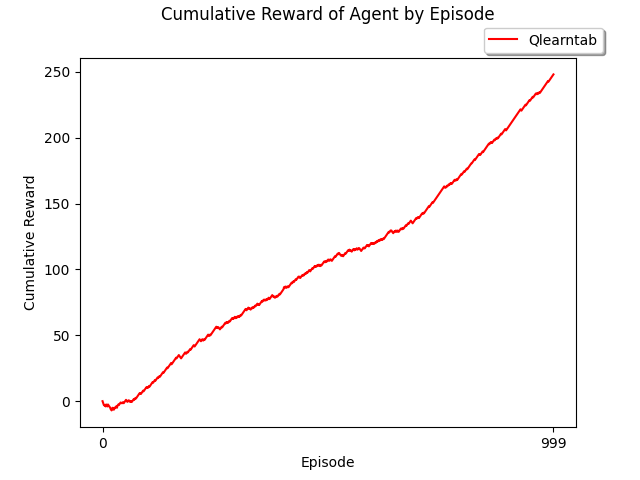 Cumulative Reward of Agent by Episode
Qlearntab
250
200
150
100
50
0
Cumulative Reward
0
999
Episode